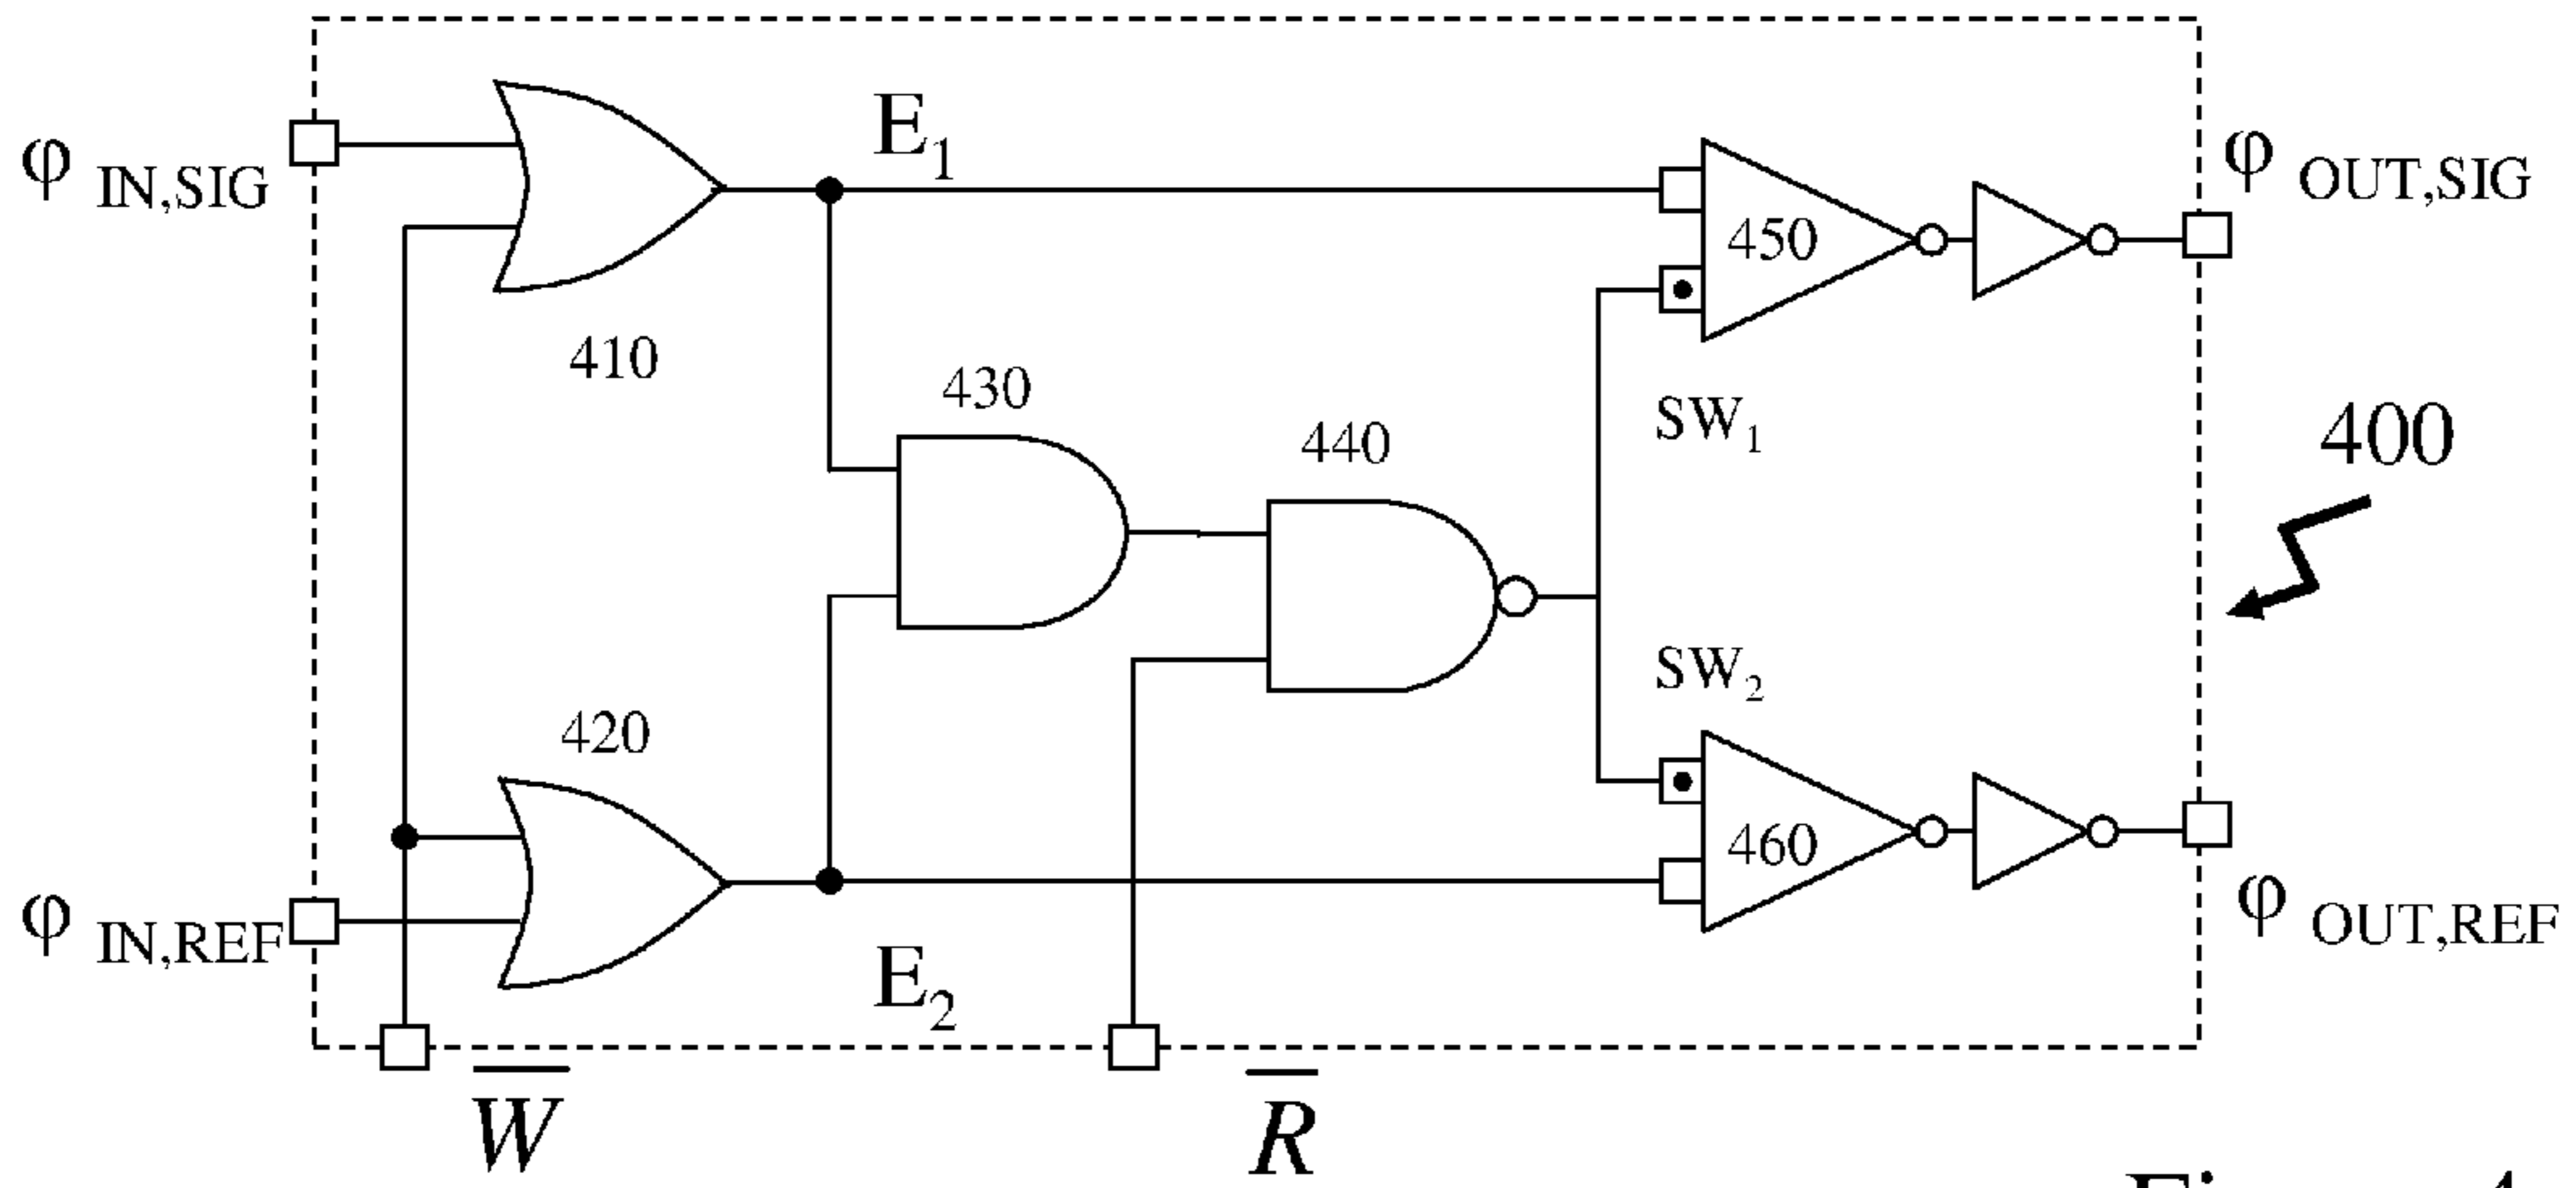 φ IN,SIG
E1
450
φ OUT,SIG
410
430
440
SW1
400
420
SW2
460
φ IN,REF
E2
φ OUT,REF
W̅
R̅